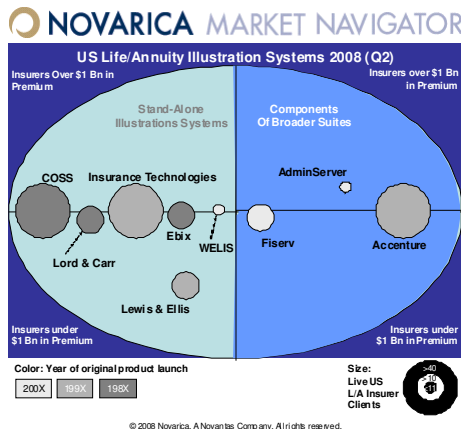 NOVARICA MARKET NAVIGATOR
US Life/Annuity Illustration Systems 2008 (Q2)
Insurers Over $1 Bn in
Premium
Insurers over $1 Bn
in Premium
Stand-Alone
Illustrations Systems
Components
Of Broader Suites
COSS
Insurance Technologies
AdminServer
Ebix
WELIS
Fiserv
Accenture
Lord & Carr
Lewis & Ellis
Insurers under
$1 Bn in Premium
Insurers under
$1 Bn in Premium
Color: Year of original product launch
200X
199X
198X
Size:
Live US
L/A Insurer
Clients
>40
>10
© 2008 Novarica. A Novantas Company. All rights reserved.